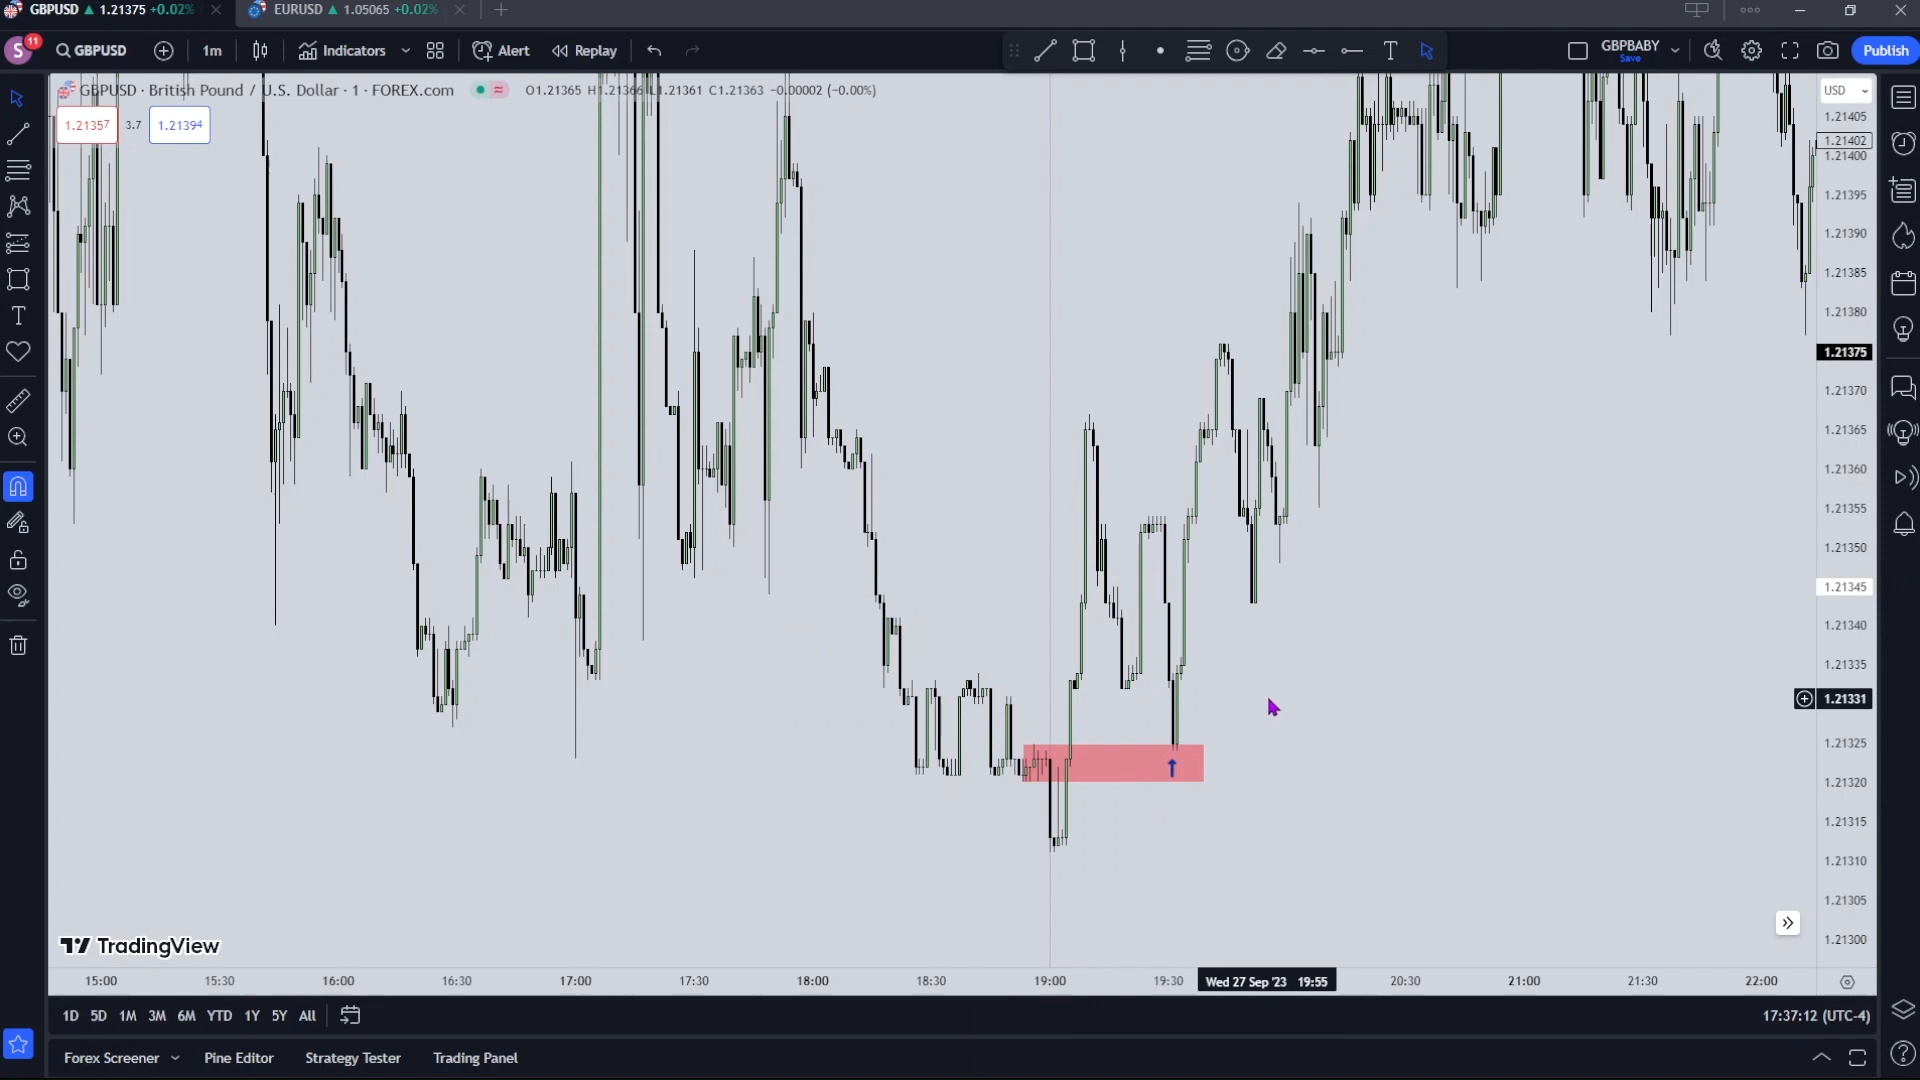 GBPUSD 1.21375 +0.02% EURUSD 1.05065 +0.02%
S 11 GBPUSD 1m Indicators Alert Replay GBPBABY Save Publish
GBPUSD · British Pound / U.S. Dollar · 1 · FOREX.com O1.21365 H1.21366 L1.21361 C1.21363 −0.00002 (−0.00%)
1.21357 3.7 1.21394
USD
1.21405
1.21402
1.21400
1.21395
1.21390
1.21385
1.21380
1.21375
1.21370
1.21365
1.21360
1.21355
1.21350
1.21345
1.21340
1.21335
1.21331
1.21325
1.21320
1.21315
1.21310
1.21305
1.21300
TradingView
15:00 15:30 16:00 16:30 17:00 17:30 18:00 18:30 19:00 19:30 Wed 27 Sep '23 19:55 20:30 21:00 21:30 22:00
1D 5D 1M 3M 6M YTD 1Y 5Y All 17:37:12 (UTC-4)
Forex Screener Pine Editor Strategy Tester Trading Panel